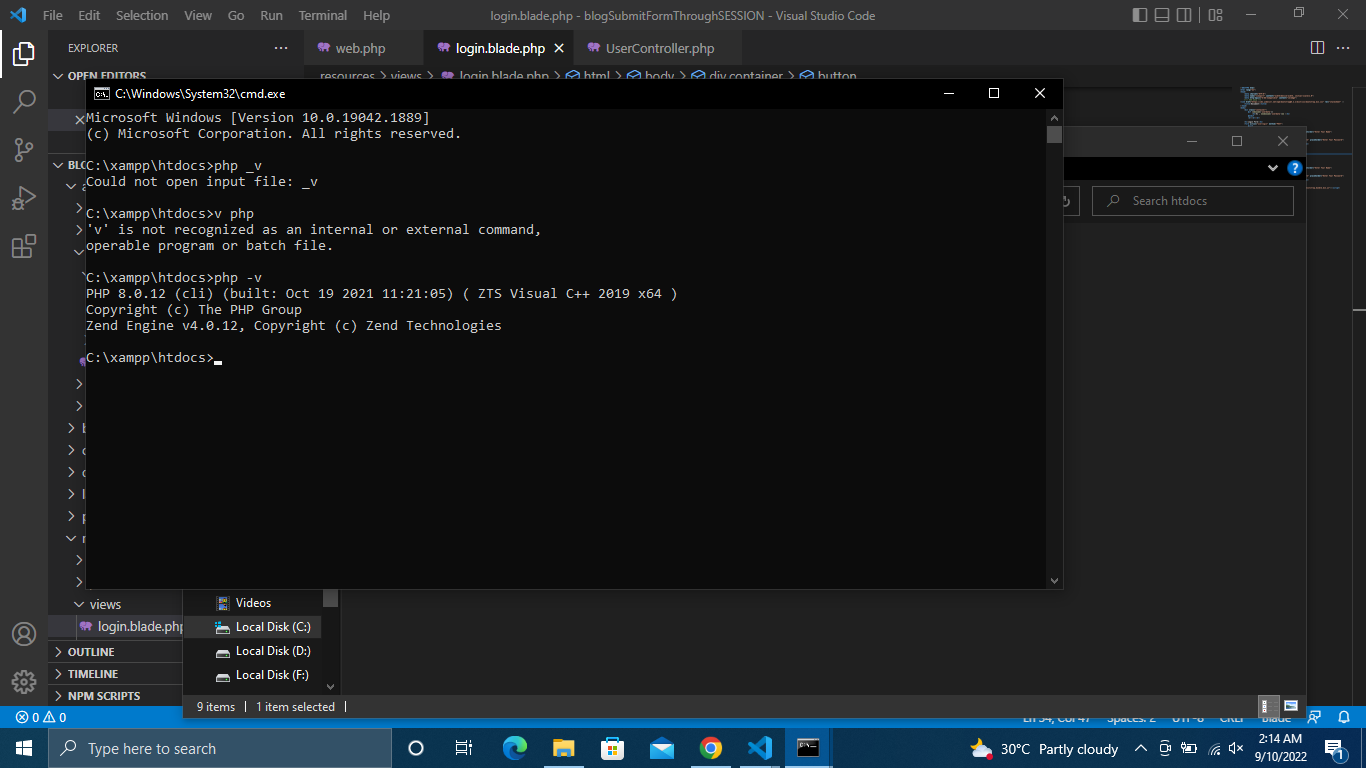 File Edit Selection View Go Run Terminal Help
login.blade.php - blogSubmitFormThroughSESSION - Visual Studio Code
EXPLORER
web.php
login.blade.php
UserController.php
OPEN EDITORS
resources > views > login.blade.php > html > body > div.container > button
C:\Windows\System32\cmd.exe
Microsoft Windows [Version 10.0.19042.1889]
(c) Microsoft Corporation. All rights reserved.
C:\xampp\htdocs>php _v
Could not open input file: _v
C:\xampp\htdocs>v php
'v' is not recognized as an internal or external command,
operable program or batch file.
C:\xampp\htdocs>php -v
PHP 8.0.12 (cli) (built: Oct 19 2021 11:21:05) ( ZTS Visual C++ 2019 x64 )
Copyright (c) The PHP Group
Zend Engine v4.0.12, Copyright (c) Zend Technologies
C:\xampp\htdocs>
Search htdocs
BLO
views
login.blade.php
OUTLINE
TIMELINE
NPM SCRIPTS
Videos
Local Disk (C:)
Local Disk (D:)
Local Disk (F:)
9 items
1 item selected
0 0
Ln 34, Col 47 Spaces: 2 UTF-8 CRLF Blade
Type here to search
30°C Partly cloudy
2:14 AM
9/10/2022
1